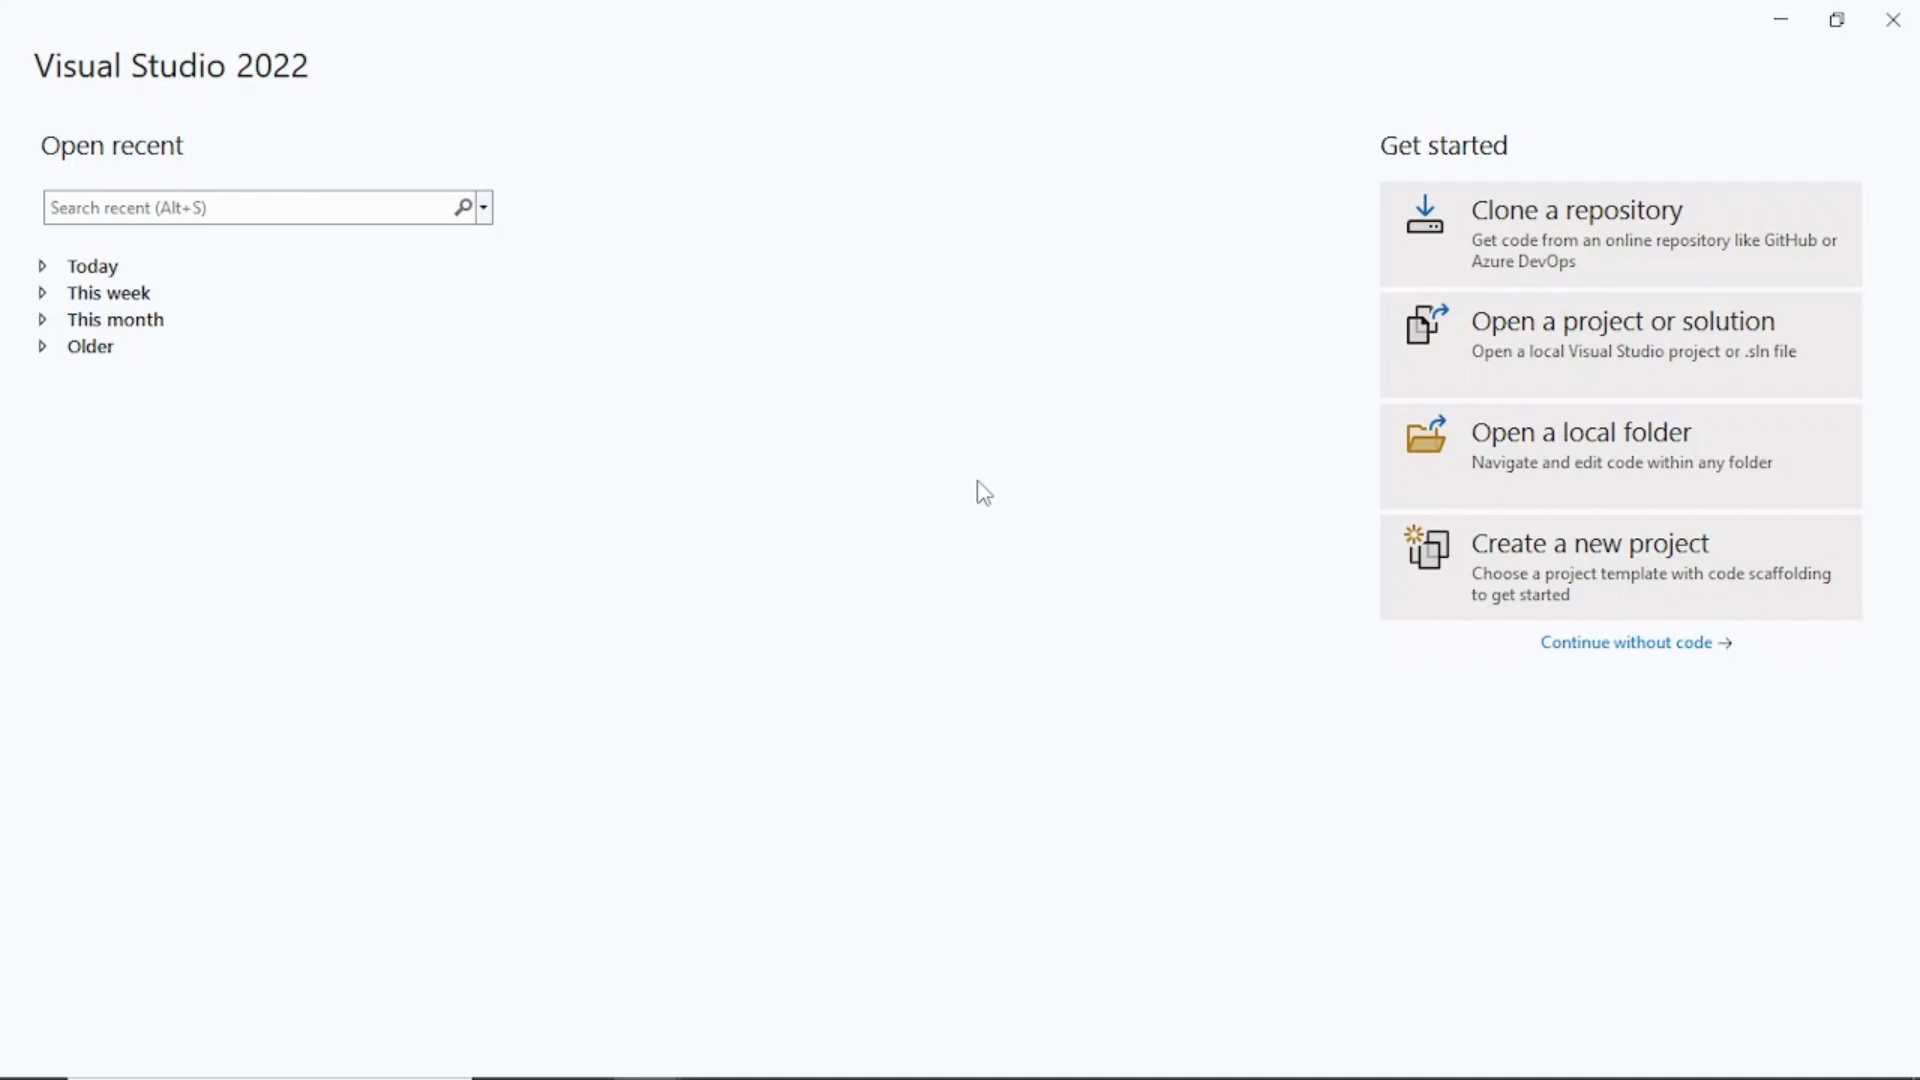 Visual Studio 2022
Open recent
Search recent (Alt+S)
Today
This week
This month
Older
Get started
Clone a repository
Get code from an online repository like GitHub or
Azure DevOps
Open a project or solution
Open a local Visual Studio project or .sln file
Open a local folder
Navigate and edit code within any folder
Create a new project
Choose a project template with code scaffolding
to get started
Continue without code →